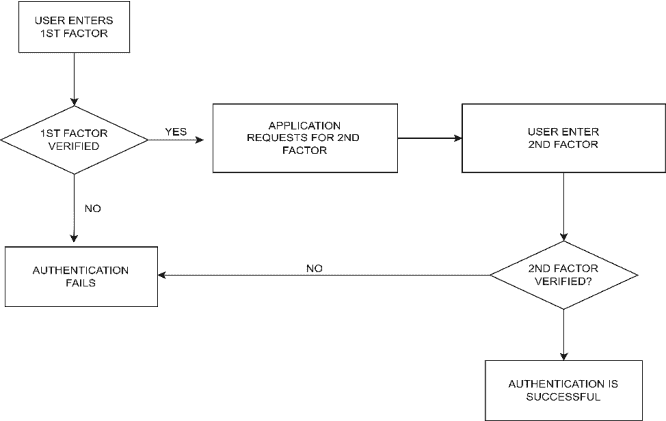 USER ENTERS
1ST FACTOR
1ST FACTOR
VERIFIED
YES
APPLICATION
REQUESTS FOR 2ND
FACTOR
USER ENTER
2ND FACTOR
NO
AUTHENTICATION
FAILS
NO
2ND FACTOR
VERIFIED?
AUTHENTICATION IS
SUCCESSFUL